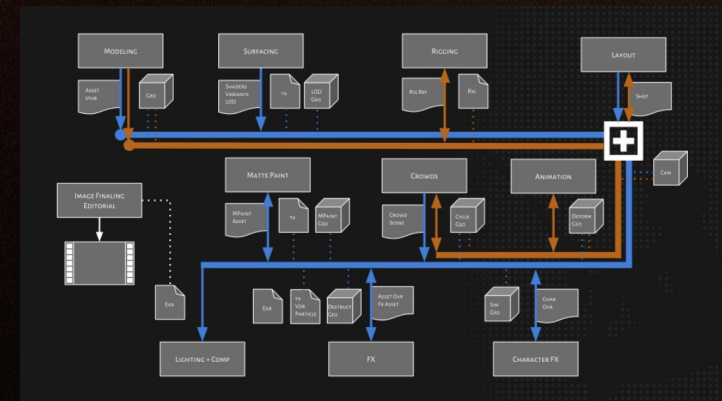 MODELING
SURFACING
RIGGING
LAYOUT
ASSET
STUB
GEO
SHADERS
VARIANTS
LOD
TX
LOD
GEO
RIG REF
RIG
SHOT
MATTE PAINT
CROWDS
ANIMATION
CAM
IMAGE FINALING
EDITORIAL
MPAINT
ASSET
TX
MPAINT
GEO
CROWD
SCENE
CYCLE
GEO
DEFORM
GEO
EXR
EXR
TX
VDB
PARTICLE
DESTRUCT
GEO
ASSET OVR
FX ASSET
SIM
GEO
CHAR
OVR
LIGHTING + COMP
FX
CHARACTER FX